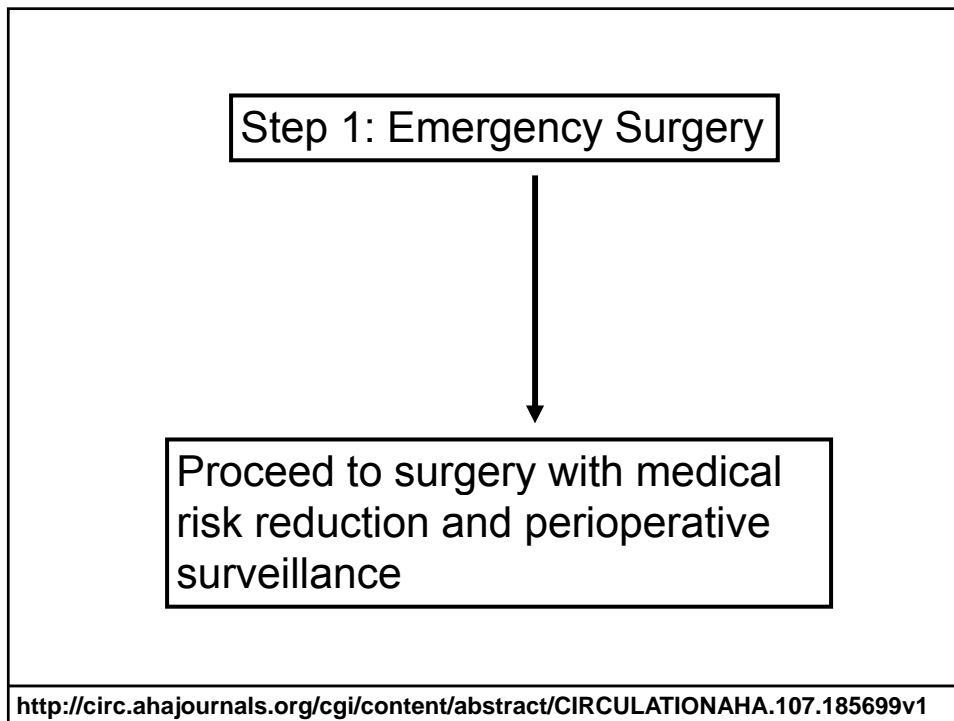 Step 1: Emergency Surgery
Proceed to surgery with medical
risk reduction and perioperative
surveillance
http://circ.ahajournals.org/cgi/content/abstract/CIRCULATIONAHA.107.185699v1